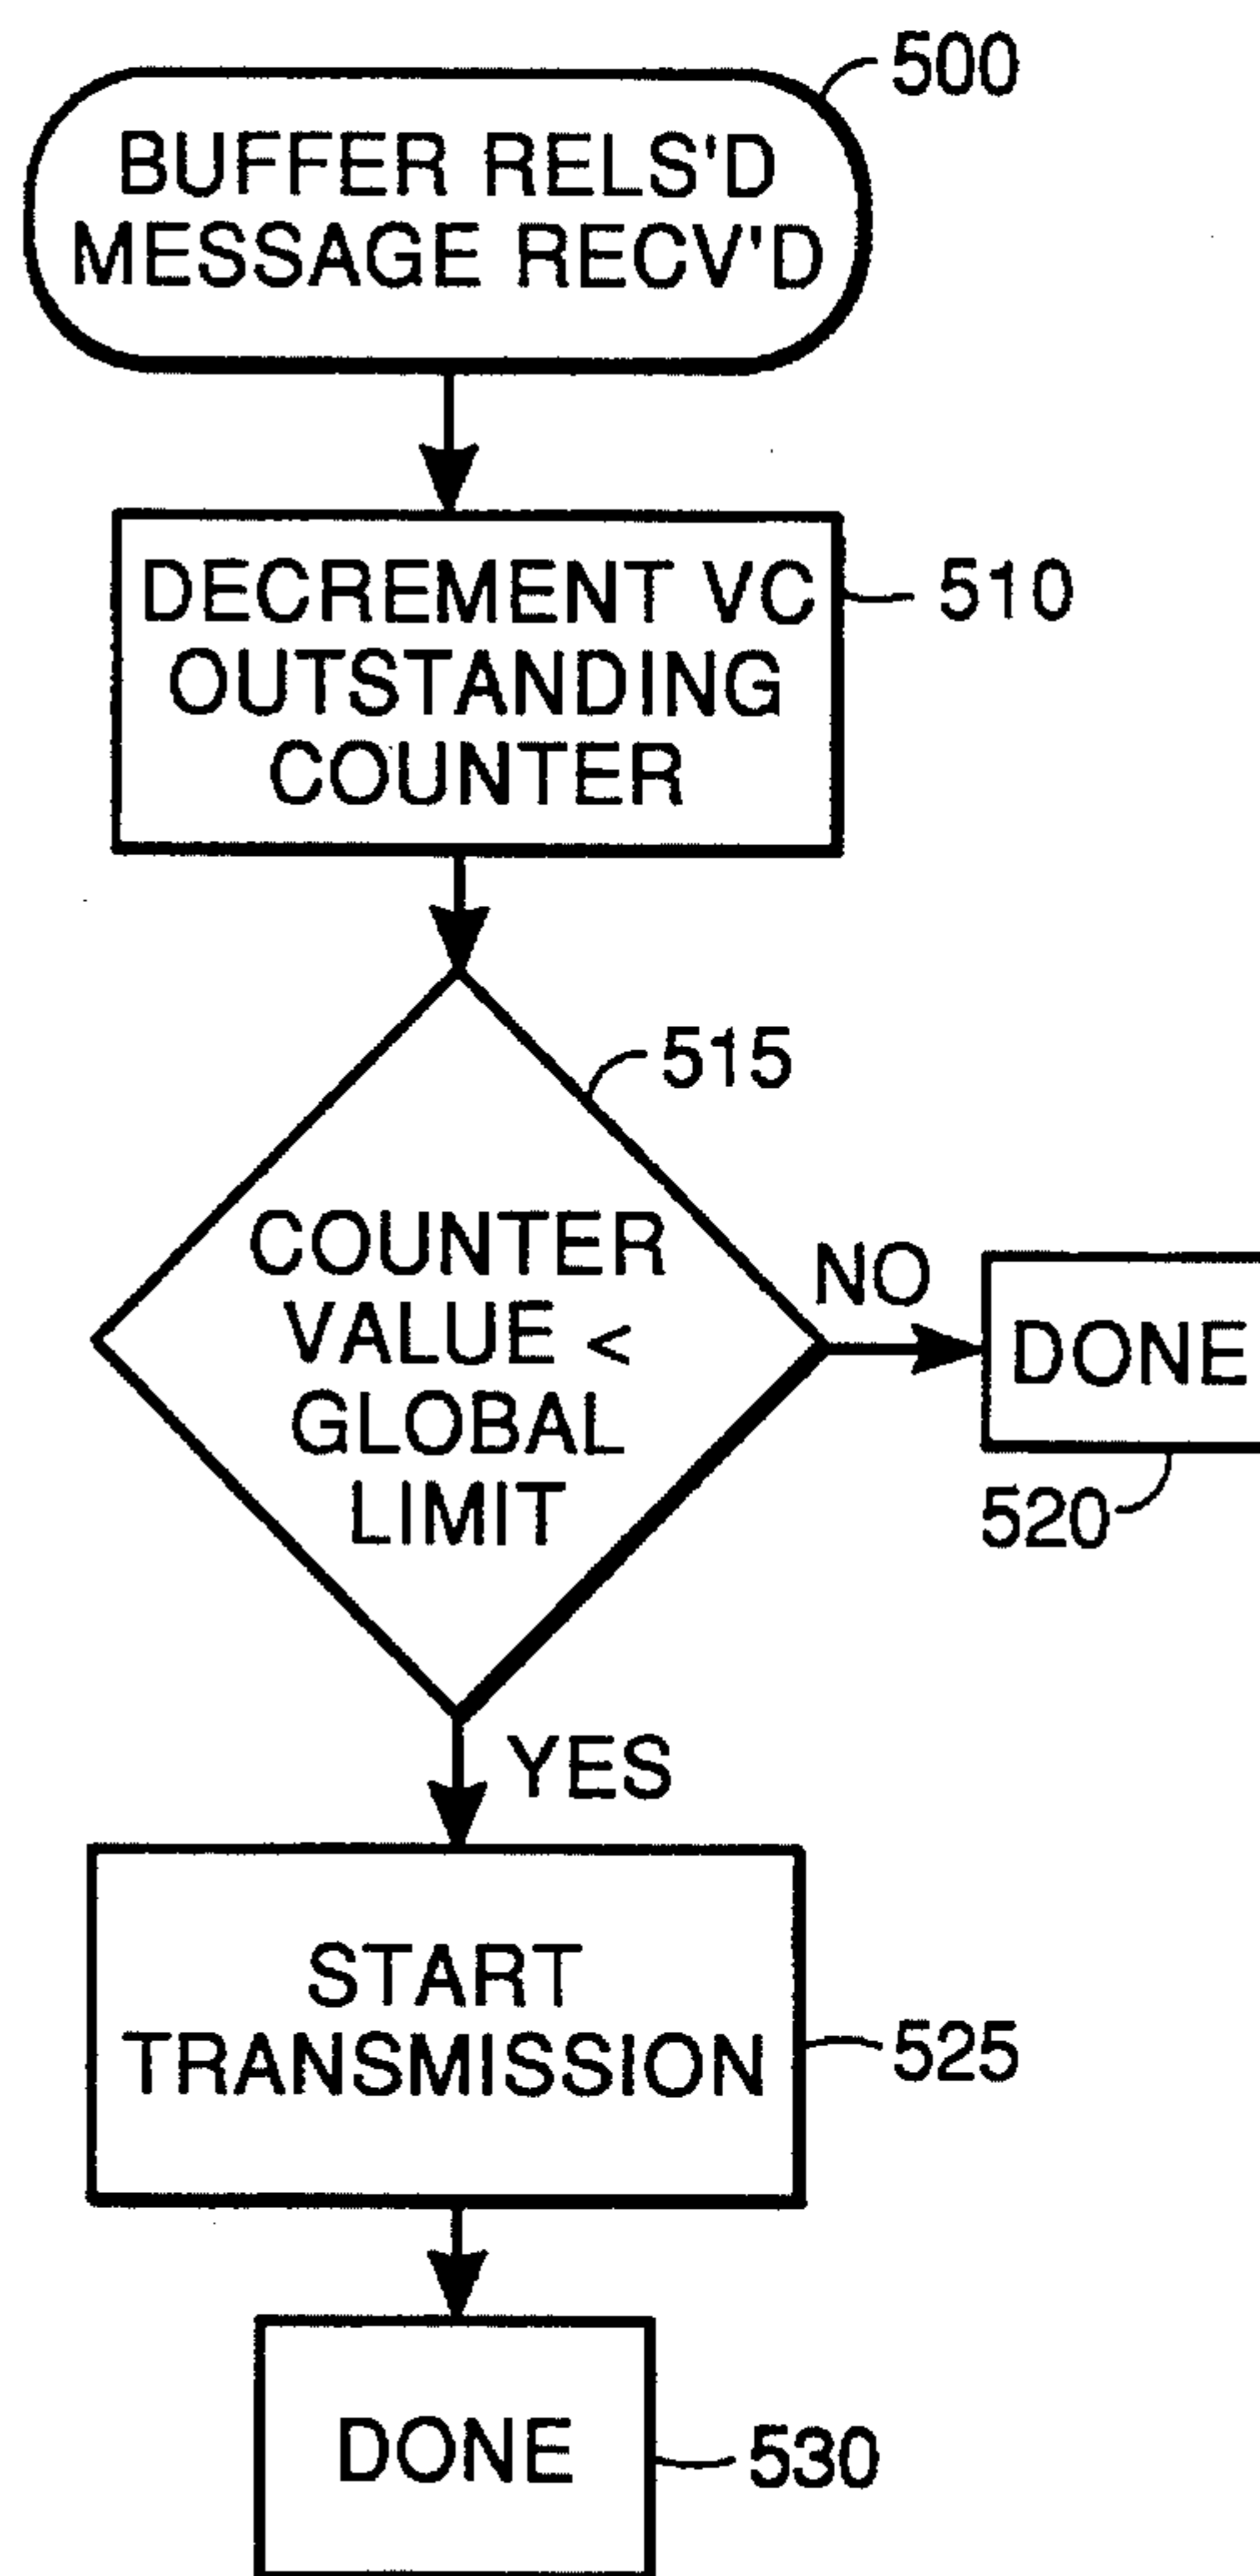 500
BUFFER RELS'D
MESSAGE RECV'D
DECREMENT VC
OUTSTANDING
COUNTER
510
515
COUNTER
VALUE <
GLOBAL
LIMIT
NO
DONE
520
YES
START
TRANSMISSION
525
DONE
530